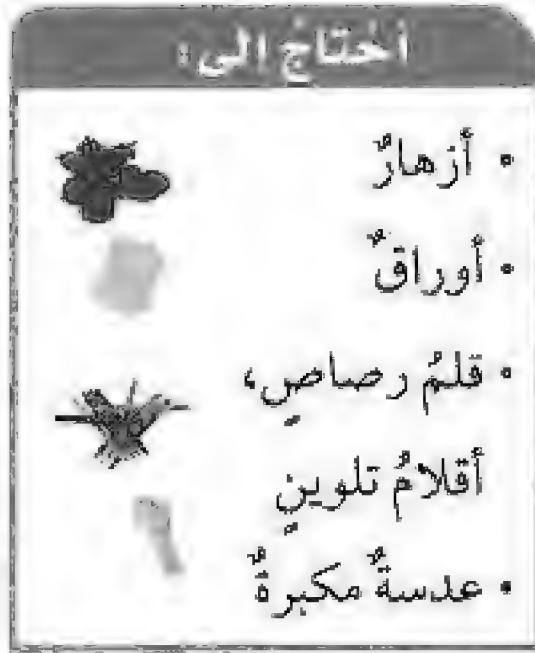 أحتاجُ إلى:
• أزهارٌ
• أوراقٌ
• قلمُ رصاصٍ،
أقلامُ تلوينٍ
• عدسةٌ مكبرةٌ